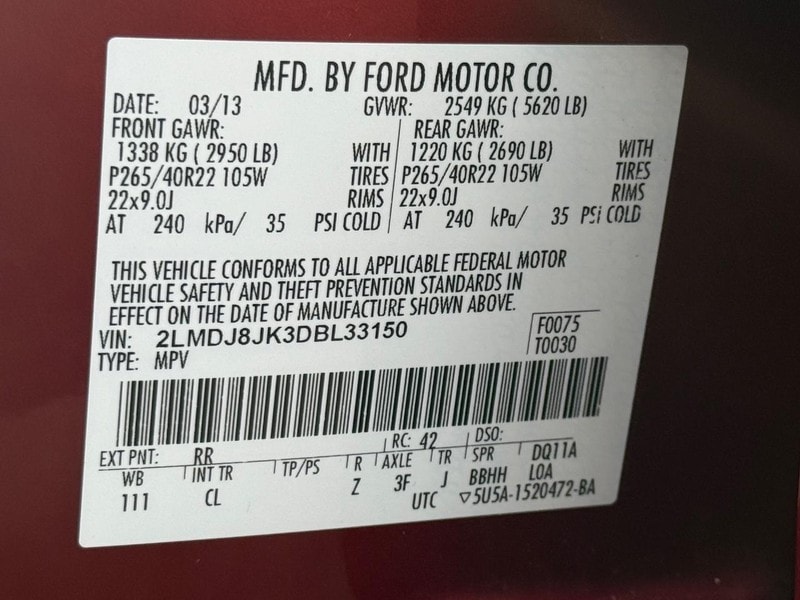 MFD. BY FORD MOTOR CO.
DATE: 03/13 GVWR: 2549 KG ( 5620 LB)
FRONT GAWR: REAR GAWR:
1338 KG ( 2950 LB) WITH 1220 KG ( 2690 LB) WITH
P265/40R22 105W TIRES P265/40R22 105W TIRES
22x9.0J RIMS 22x9.0J RIMS
AT 240 kPa/ 35 PSI COLD AT 240 kPa/ 35 PSi COLD
THIS VEHICLE CONFORMS TO ALL APPLICABLE FEDERAL MOTOR
VEHICLE SAFETY AND THEFT PREVENTION STANDARDS IN
EFFECT ON THE DATE OF MANUFACTURE SHOWN ABOVE.
VIN: 2LMDJ8JK3DBL33150 F0075
TYPE: MPV T0030
EXT PNT: RR RC: 42 DSO:
WB INT TR TP/PS R AXLE TR SPR DQ11A
111 CL Z 3F J BBHH LOA
UTC ▽5U5A-1520472-BA